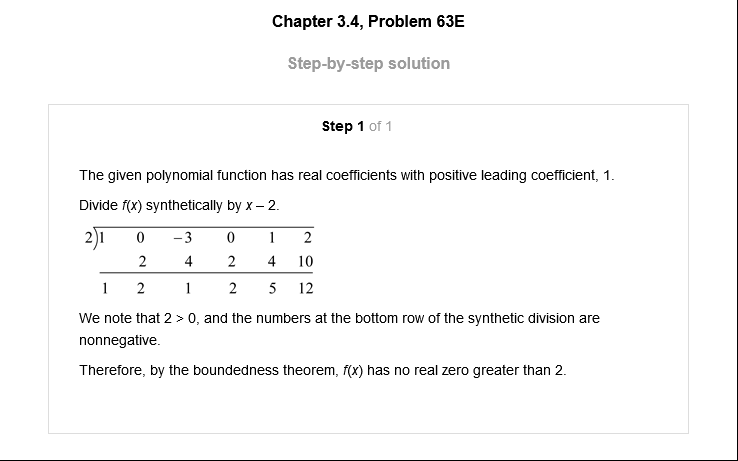 Chapter 3.4, Problem 63E
Step-by-step solution
Step 1 of 1
The given polynomial function has real coefficients with positive leading coefficient, 1.
Divide f(x) synthetically by x – 2.
2)1 0 −3 0 1 2
2 4 2 4 10
1 2 1 2 5 12
We note that 2 > 0, and the numbers at the bottom row of the synthetic division are
nonnegative.
Therefore, by the boundedness theorem, f(x) has no real zero greater than 2.